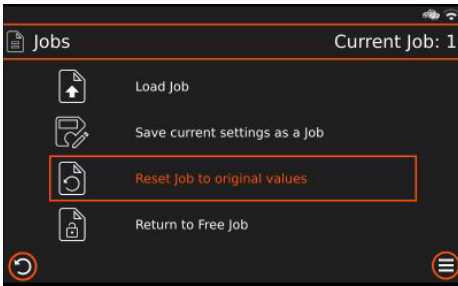 Jobs
Current Job: 1
Load Job
Save current settings as a Job
Reset Job to original values
Return to Free Job